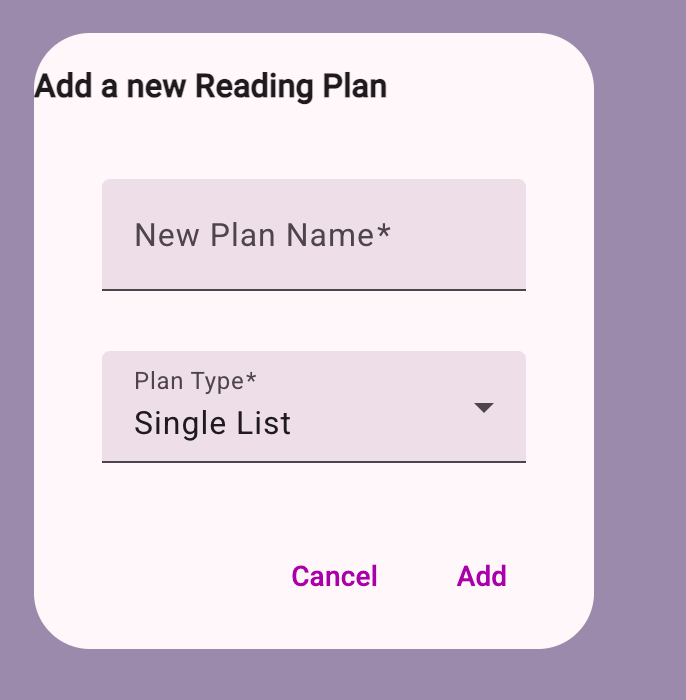 Add a new Reading Plan
New Plan Name*
Plan Type*
Single List
Cancel Add